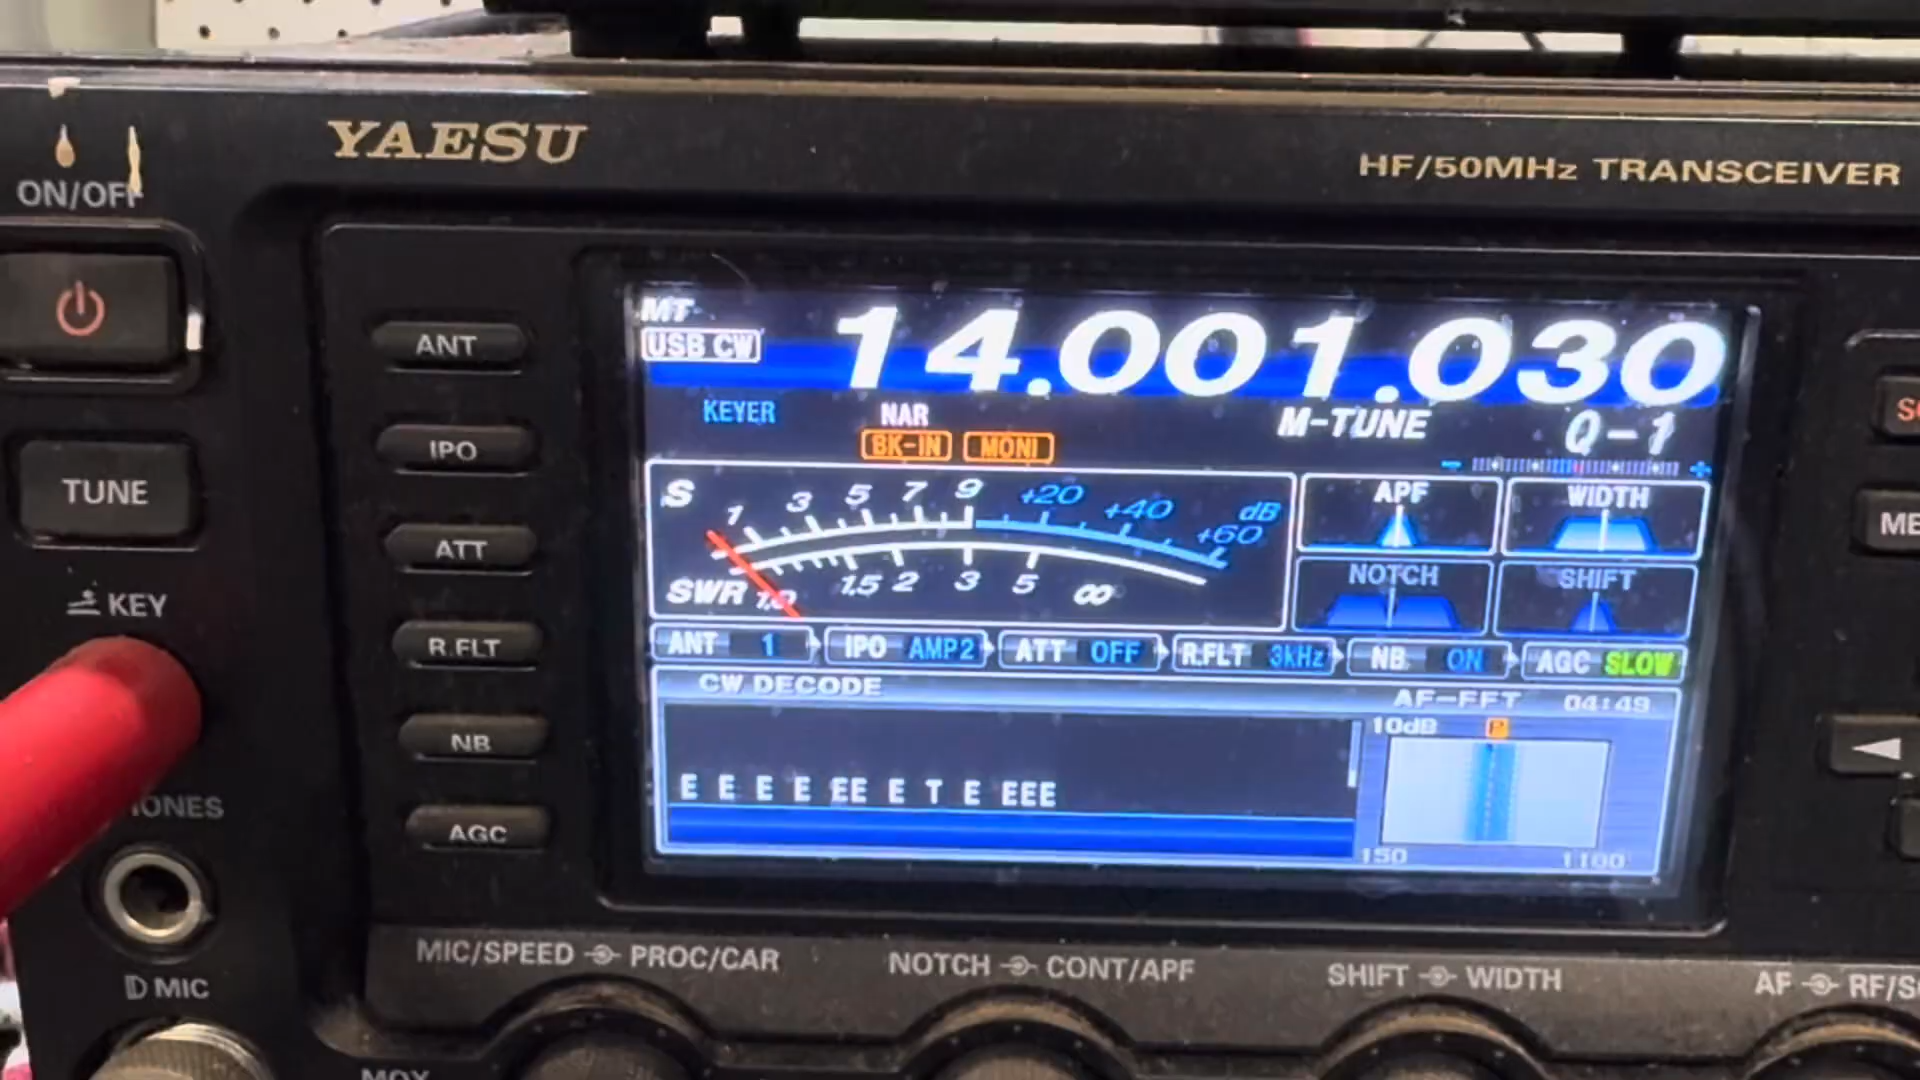 YAESU
HF/50MHz TRANSCEIVER
ON/OFF
MT
USB CW
14.001.030
KEYER
NAR
M-TUNE
Q-1
BK-IN
MONI
ANT
IPO
TUNE
ATT
KEY
R.FLT
NB
AGC
S
1 3 5 7 9 +20 +40 +60 dB
SWR 1.0 1.5 2 3 5 ∞
APF
WIDTH
NOTCH
SHIFT
ANT 1
IPO AMP2
ATT OFF
R.FLT 3kHz
NB ON
AGC SLOW
CW DECODE
AF-FFT 04:49
10dB
P
E E E E EE E T E EEE
150
1100
D MIC
MIC/SPEED
PROC/CAR
NOTCH
CONT/APF
SHIFT
WIDTH
AF